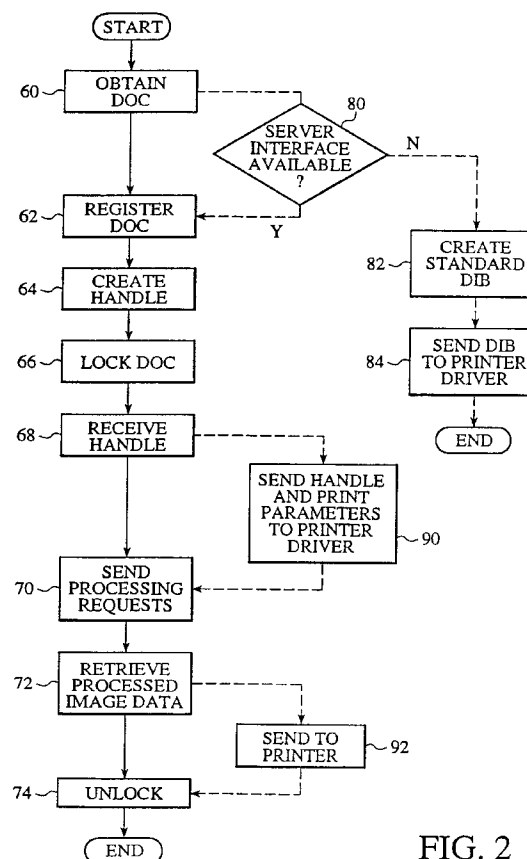 START
60
OBTAIN
DOC
80
SERVER
INTERFACE
AVAILABLE
?
N
Y
62
REGISTER
DOC
64
CREATE
HANDLE
82
CREATE
STANDARD
DIB
66
LOCK DOC
84
SEND DIB
TO PRINTER
DRIVER
END
68
RECEIVE
HANDLE
SEND HANDLE
AND PRINT
PARAMETERS
TO PRINTER
DRIVER
90
70
SEND
PROCESSING
REQUESTS
72
RETRIEVE
PROCESSED
IMAGE DATA
SEND TO
PRINTER
92
74
UNLOCK
END
FIG. 2